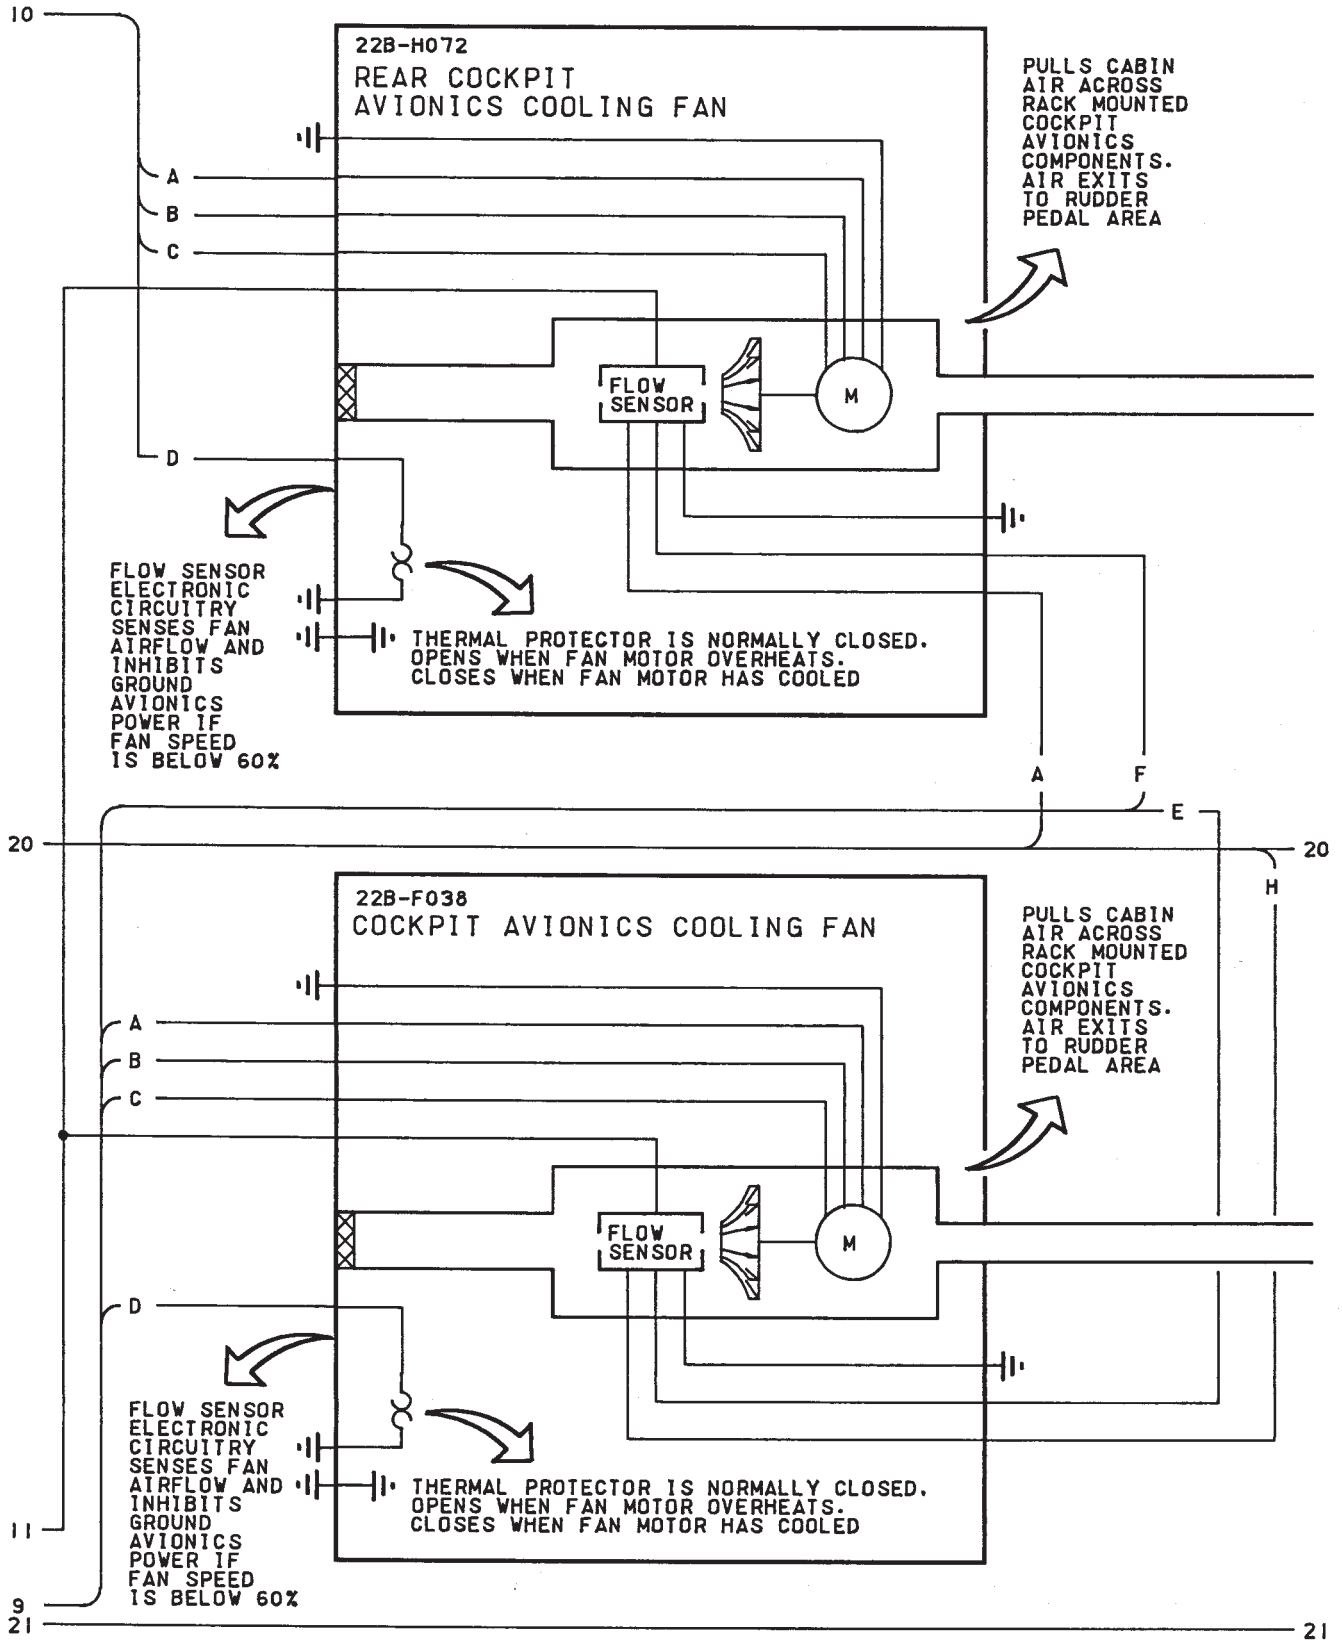 10
22B-H072
REAR COCKPIT
AVIONICS COOLING FAN
PULLS CABIN
AIR ACROSS
RACK MOUNTED
COCKPIT
AVIONICS
COMPONENTS.
AIR EXITS
TO RUDDER
PEDAL AREA
A
B
C
FLOW
SENSOR
M
D
FLOW SENSOR
ELECTRONIC
CIRCUITRY
SENSES FAN
AIRFLOW AND
INHIBITS
GROUND
AVIONICS
POWER IF
FAN SPEED
IS BELOW 60%
THERMAL PROTECTOR IS NORMALLY CLOSED.
OPENS WHEN FAN MOTOR OVERHEATS.
CLOSES WHEN FAN MOTOR HAS COOLED
A
F
E
20
20
H
22B-F038
COCKPIT AVIONICS COOLING FAN
PULLS CABIN
AIR ACROSS
RACK MOUNTED
COCKPIT
AVIONICS
COMPONENTS.
AIR EXITS
TO RUDDER
PEDAL AREA
A
B
C
FLOW
SENSOR
M
D
FLOW SENSOR
ELECTRONIC
CIRCUITRY
SENSES FAN
AIRFLOW AND
INHIBITS
GROUND
AVIONICS
POWER IF
FAN SPEED
IS BELOW 60%
THERMAL PROTECTOR IS NORMALLY CLOSED.
OPENS WHEN FAN MOTOR OVERHEATS.
CLOSES WHEN FAN MOTOR HAS COOLED
11
9
21
21